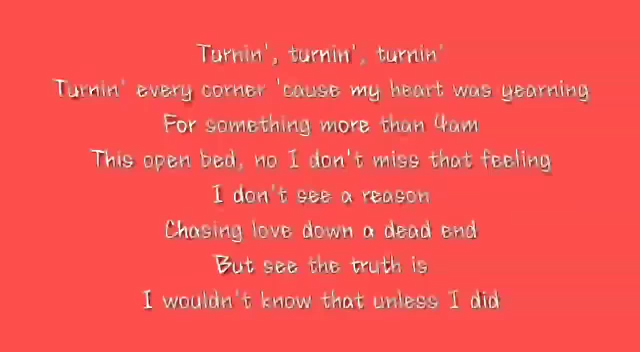 Turnin', turnin', turnin'
Turnin' every corner 'cause my heart was yearning
For something more than 4am
This open bed, no I don't miss that feeling
I don't see a reason
Chasing love down a dead end
But see the truth is
I wouldn't know that unless I did